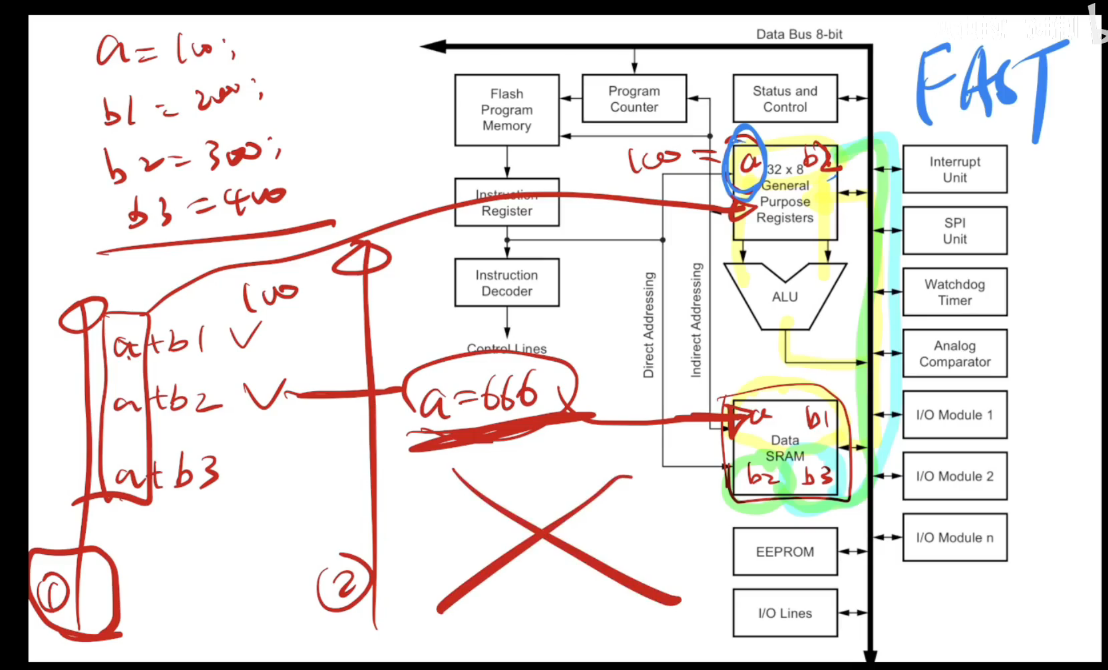 Data Bus 8-bit
FAST
a=100;
b1=200;
b2=300;
b3=400
Flash
Program
Memory
Program
Counter
Status and
Control
100=
a
b2
32 x 8
General
Purpose
Registers
Instruction
Register
Instruction
Decoder
Control Lines
Direct Addressing
Indirect Addressing
ALU
Interrupt
Unit
SPI
Unit
Watchdog
Timer
Analog
Comparator
I/O Module 1
I/O Module 2
I/O Module n
100
a+b1 ✓
a+b2 ✓
a+b3
a=666
a b1
Data
SRAM
b2 b3
EEPROM
I/O Lines
①
②